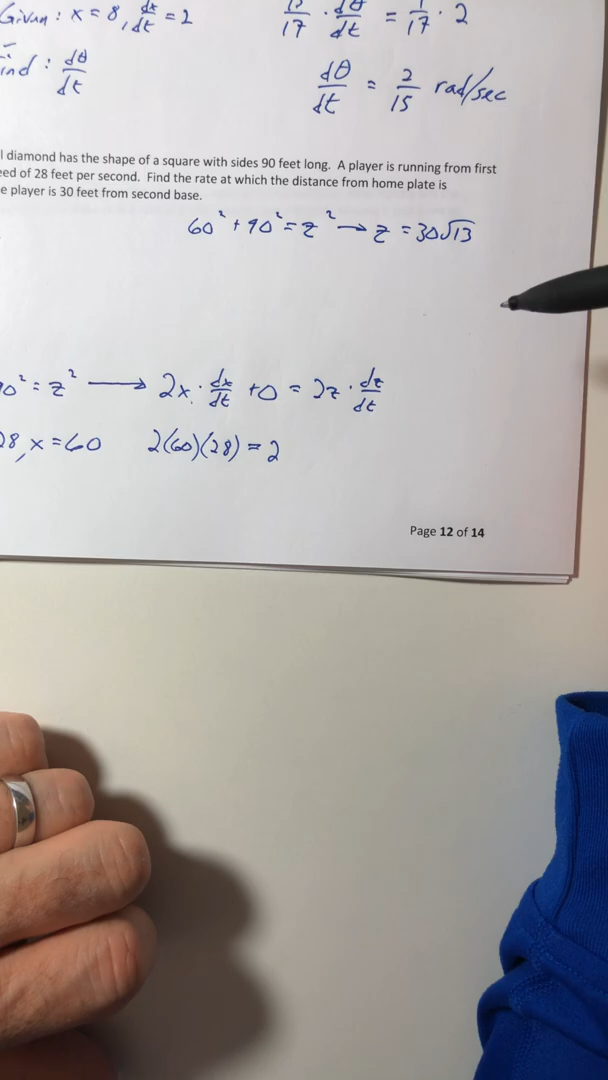 Given: x = 8, dx/dt = 2
15/17 · dθ/dt = 1/17 · 2
ind: dθ/dt
dθ/dt = 2/15 rad/sec
l diamond has the shape of a square with sides 90 feet long. A player is running from first
eed of 28 feet per second. Find the rate at which the distance from home plate is
e player is 30 feet from second base.
60² + 90² = z² → z = 30√13
90² = z² → 2x · dx/dt + 0 = 2z · dz/dt
28, x = 60 2(60)(28) = 2
Page 12 of 14